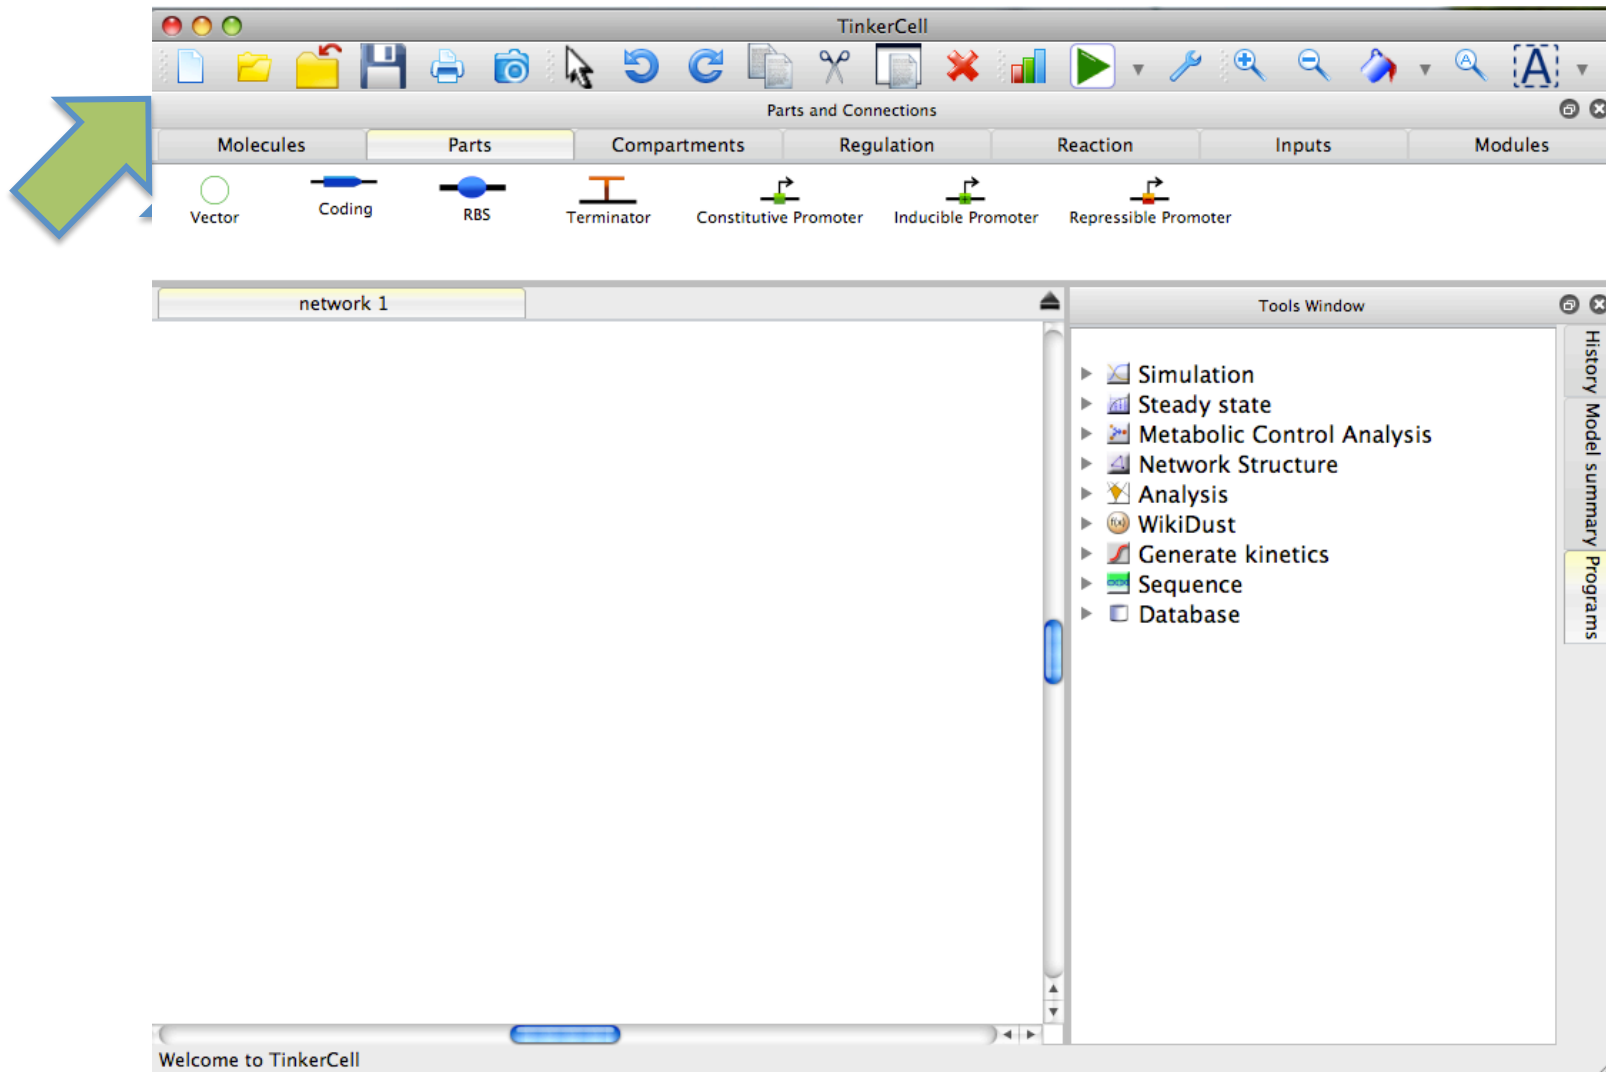 TinkerCell
A
A
Parts and Connections
Molecules
Parts
Compartments
Regulation
Reaction
Inputs
Modules
Vector
Coding
RBS
Terminator
Constitutive Promoter
Inducible Promoter
Repressible Promoter
network 1
Tools Window
Simulation
Steady state
Metabolic Control Analysis
Network Structure
Analysis
f(x) WikiDust
Generate kinetics
Sequence
Database
History
Model summary
Programs
Welcome to TinkerCell